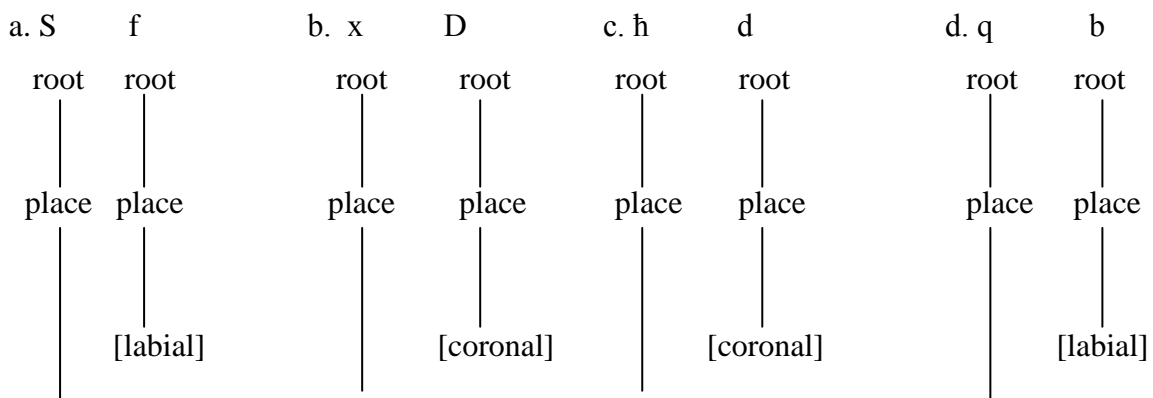 a. S f b. x D c. ħ d d. q b
root root root root root root root root
place place place place place place place place
[labial] [coronal] [coronal] [labial]